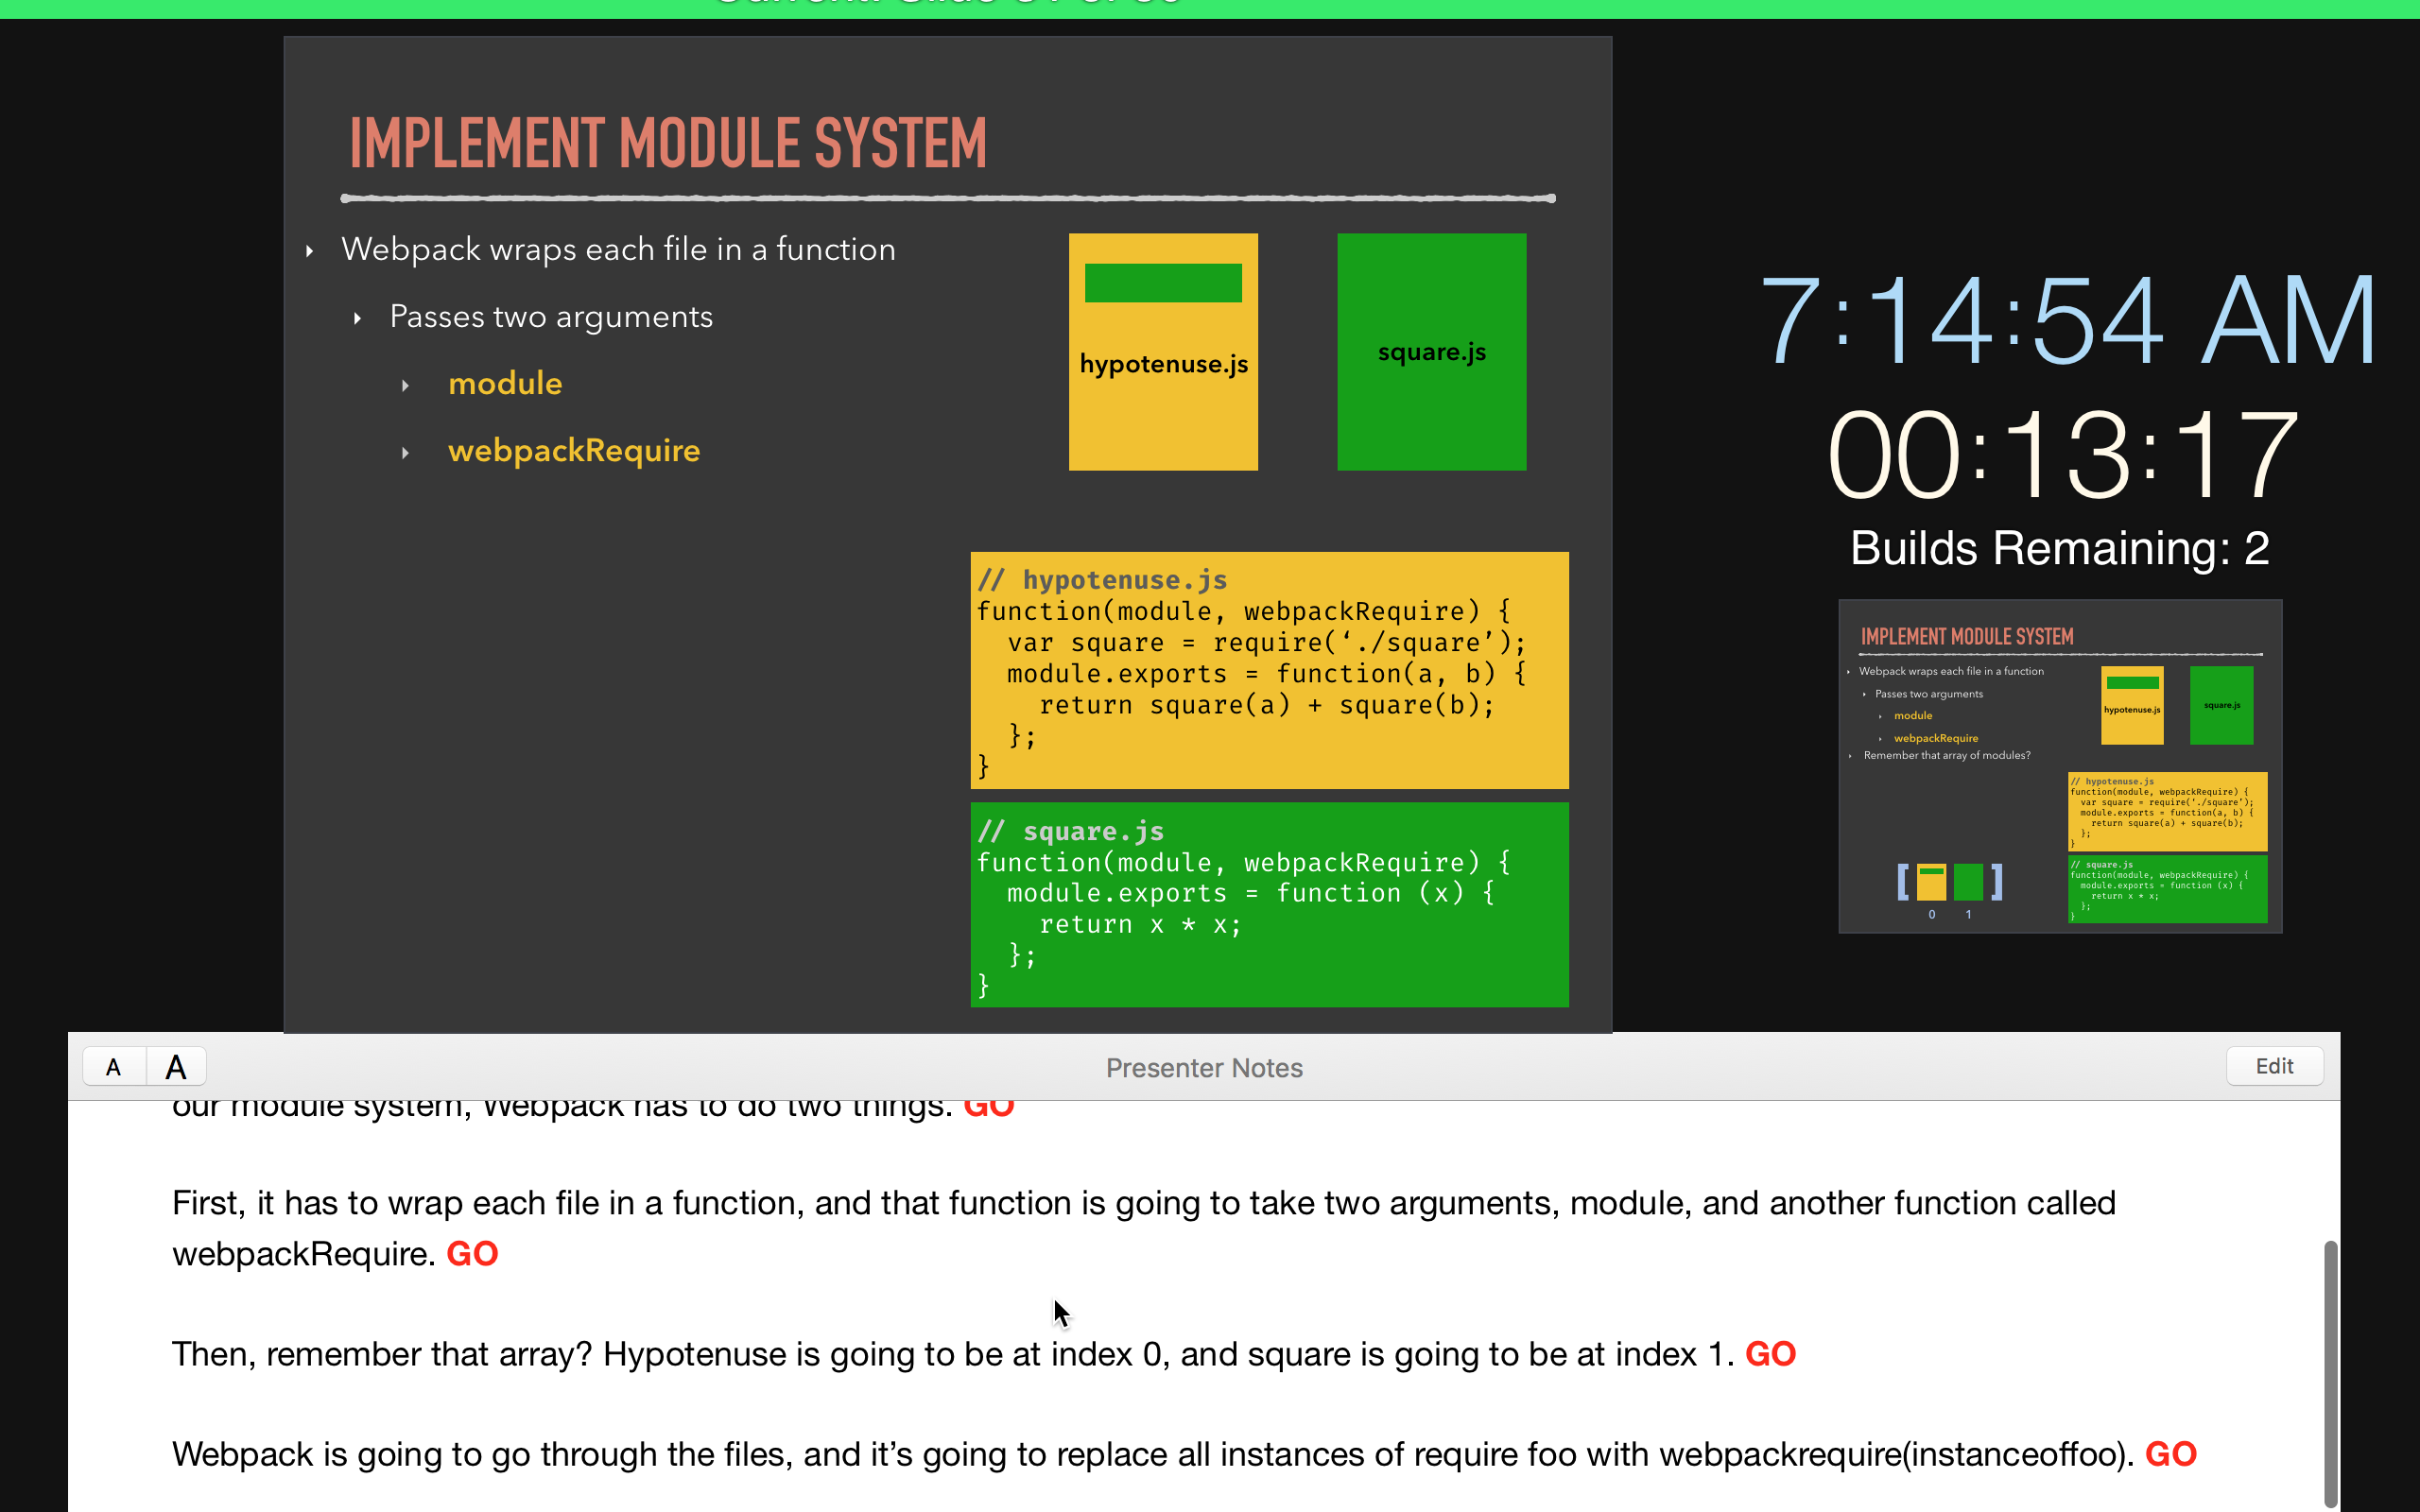 IMPLEMENT MODULE SYSTEM
Webpack wraps each file in a function
Passes two arguments
module
webpackRequire
hypotenuse.js
square.js
// hypotenuse.js
function(module, webpackRequire) {
var square = require(‘./square’);
module.exports = function(a, b) {
return square(a) + square(b);
};
}
// square.js
function(module, webpackRequire) {
module.exports = function (x) {
return x * x;
};
}
7:14:54 AM
00:13:17
Builds Remaining: 2
IMPLEMENT MODULE SYSTEM
Webpack wraps each file in a function
Passes two arguments
module
webpackRequire
Remember that array of modules?
hypotenuse.js
square.js
// hypotenuse.js
function(module, webpackRequire) {
var square = require(‘./square’);
module.exports = function(a, b) {
return square(a) + square(b);
};
}
// square.js
function(module, webpackRequire) {
module.exports = function (x) {
return x * x;
};
}
[ ]
0 1
A A
Presenter Notes
Edit
our module system, Webpack has to do two things. GO
First, it has to wrap each file in a function, and that function is going to take two arguments, module, and another function called
webpackRequire. GO
Then, remember that array? Hypotenuse is going to be at index 0, and square is going to be at index 1. GO
Webpack is going to go through the files, and it’s going to replace all instances of require foo with webpackrequire(instanceoffoo). GO